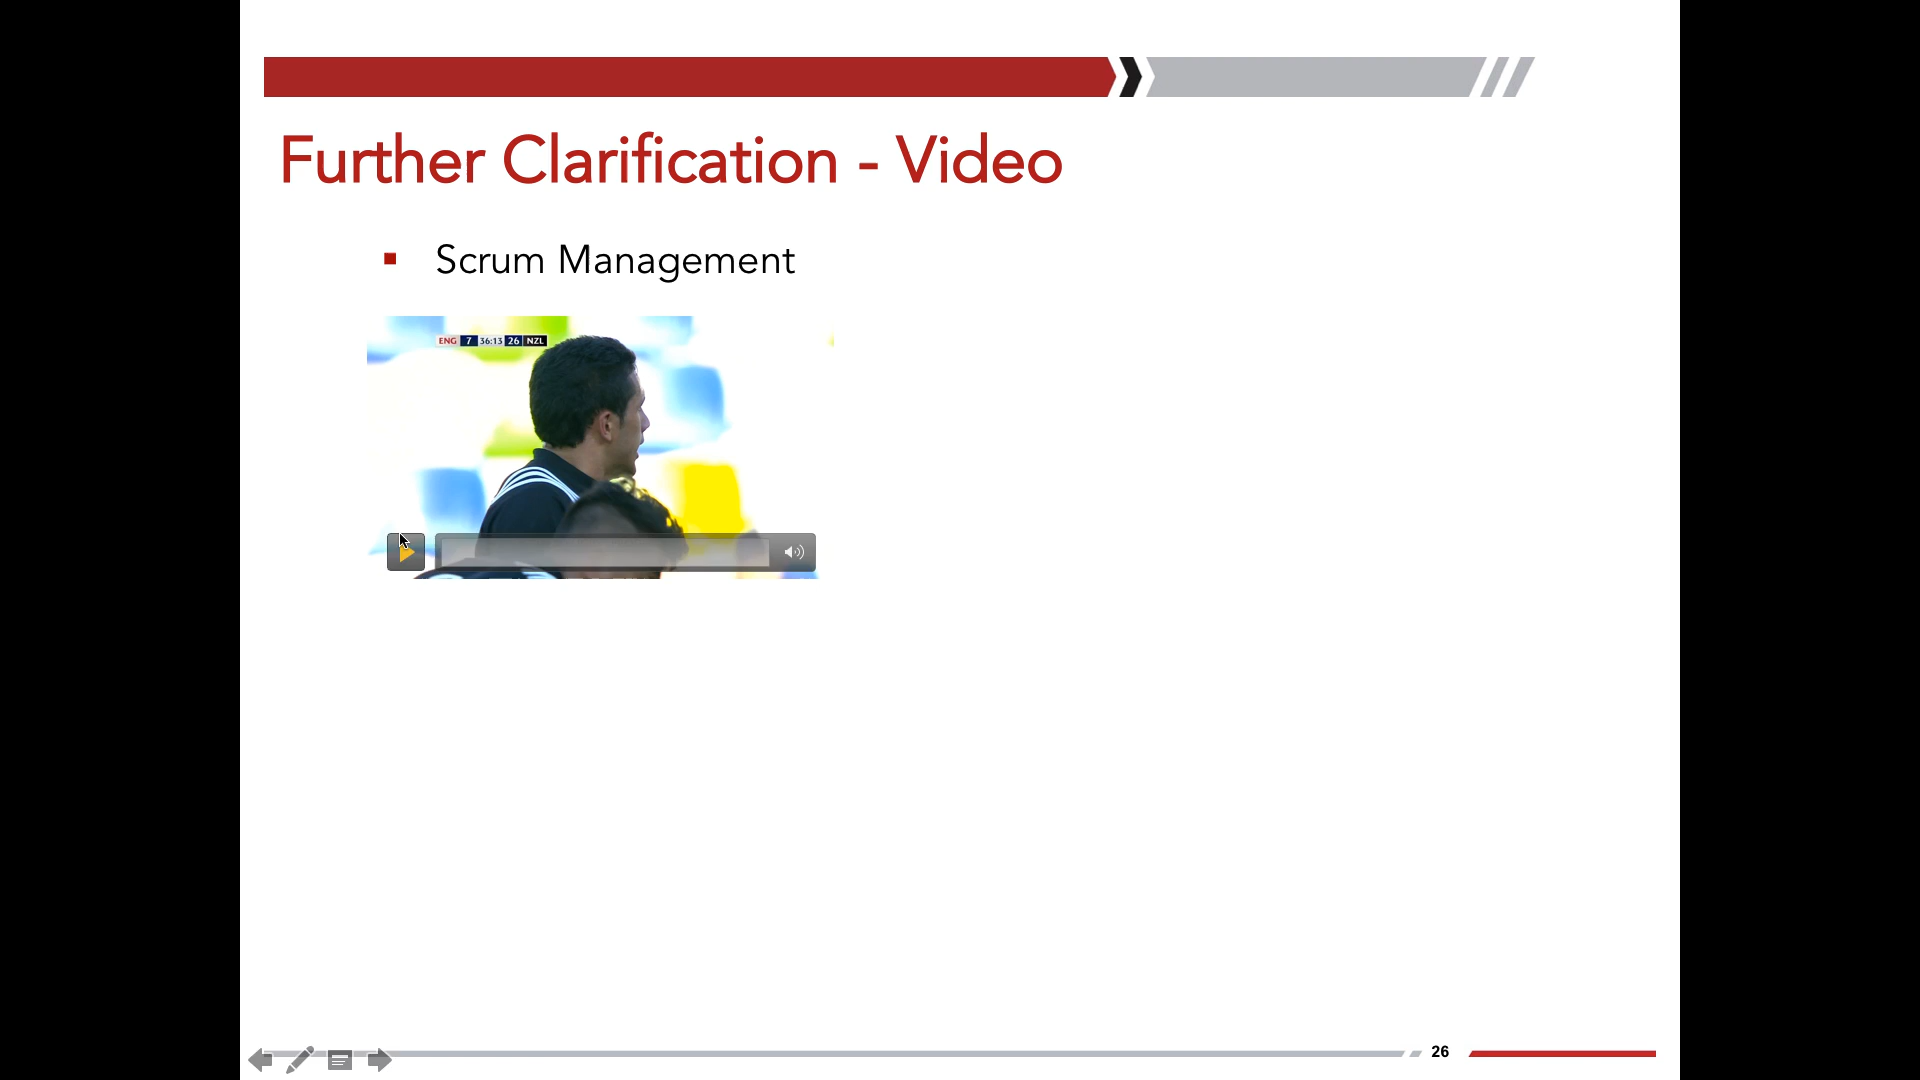 Further Clarification - Video
Scrum Management
ENG 7 36:13 26 NZL
26